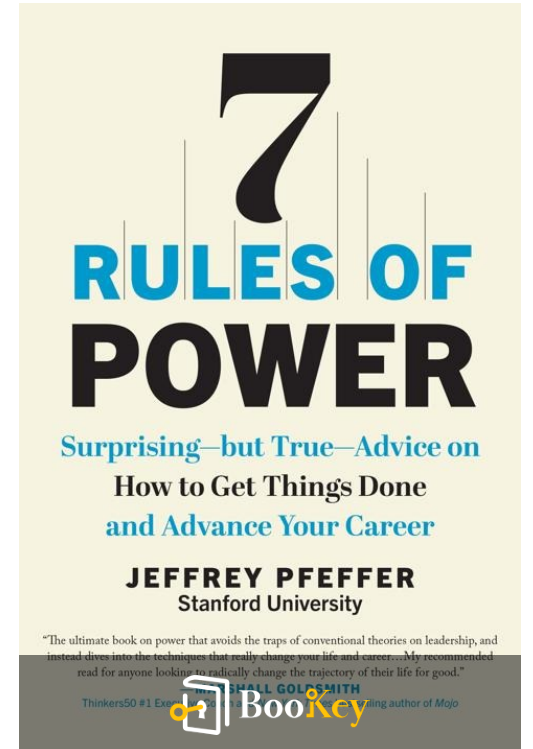 7
RULES OF
POWER
Surprising—but True—Advice on
How to Get Things Done
and Advance Your Career
JEFFREY PFEFFER
Stanford University
“The ultimate book on power that avoids the traps of conventional theories on leadership, and
instead dives into the techniques that really change your life and career…My recommended
read for anyone looking to radically change the trajectory of their life for good.”
—MARSHALL GOLDSMITH
Thinkers50 #1 Executive Coach selling author of Mojo
BooKey